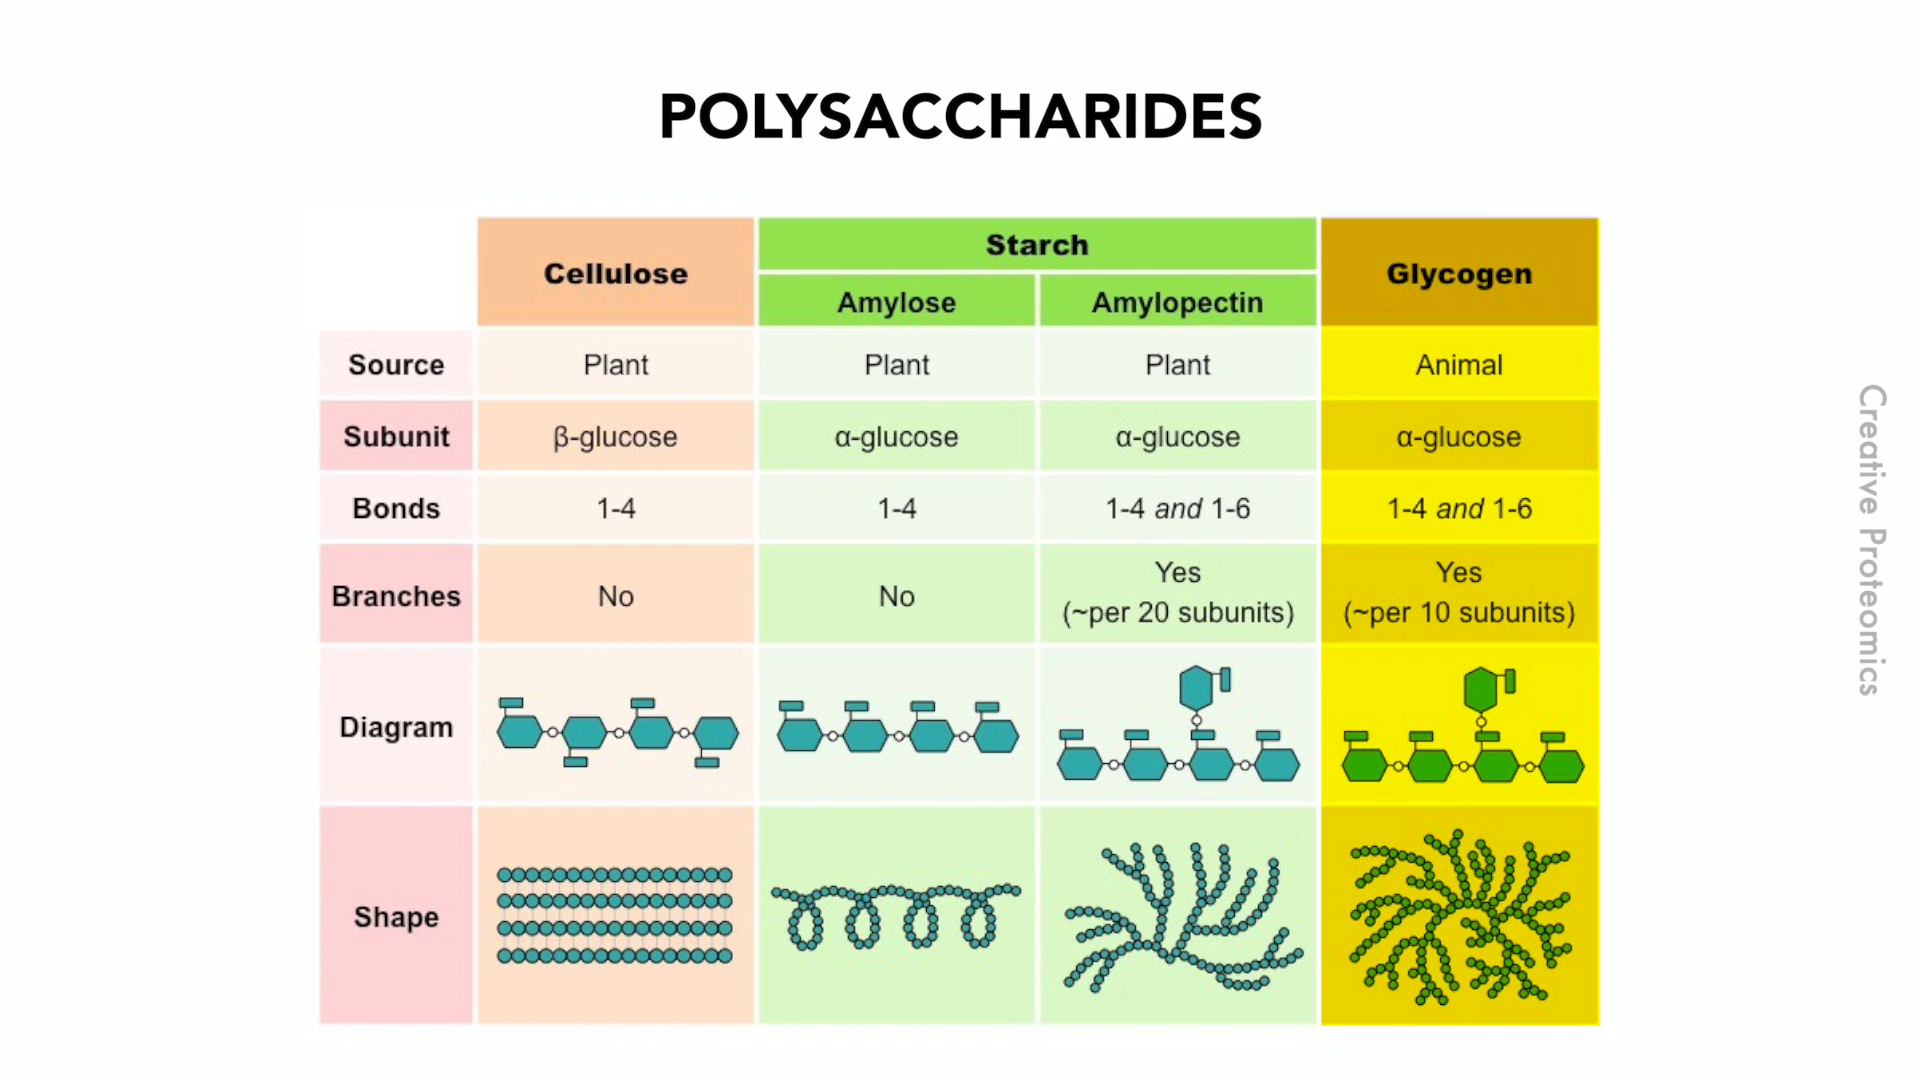 POLYSACCHARIDES
Cellulose
Starch
Glycogen
Amylose
Amylopectin
Source
Plant
Plant
Plant
Animal
Subunit
β-glucose
α-glucose
α-glucose
α-glucose
Bonds
1-4
1-4
1-4 and 1-6
1-4 and 1-6
Branches
No
No
Yes
(~per 20 subunits)
Yes
(~per 10 subunits)
Diagram
Shape
Creative Proteomics